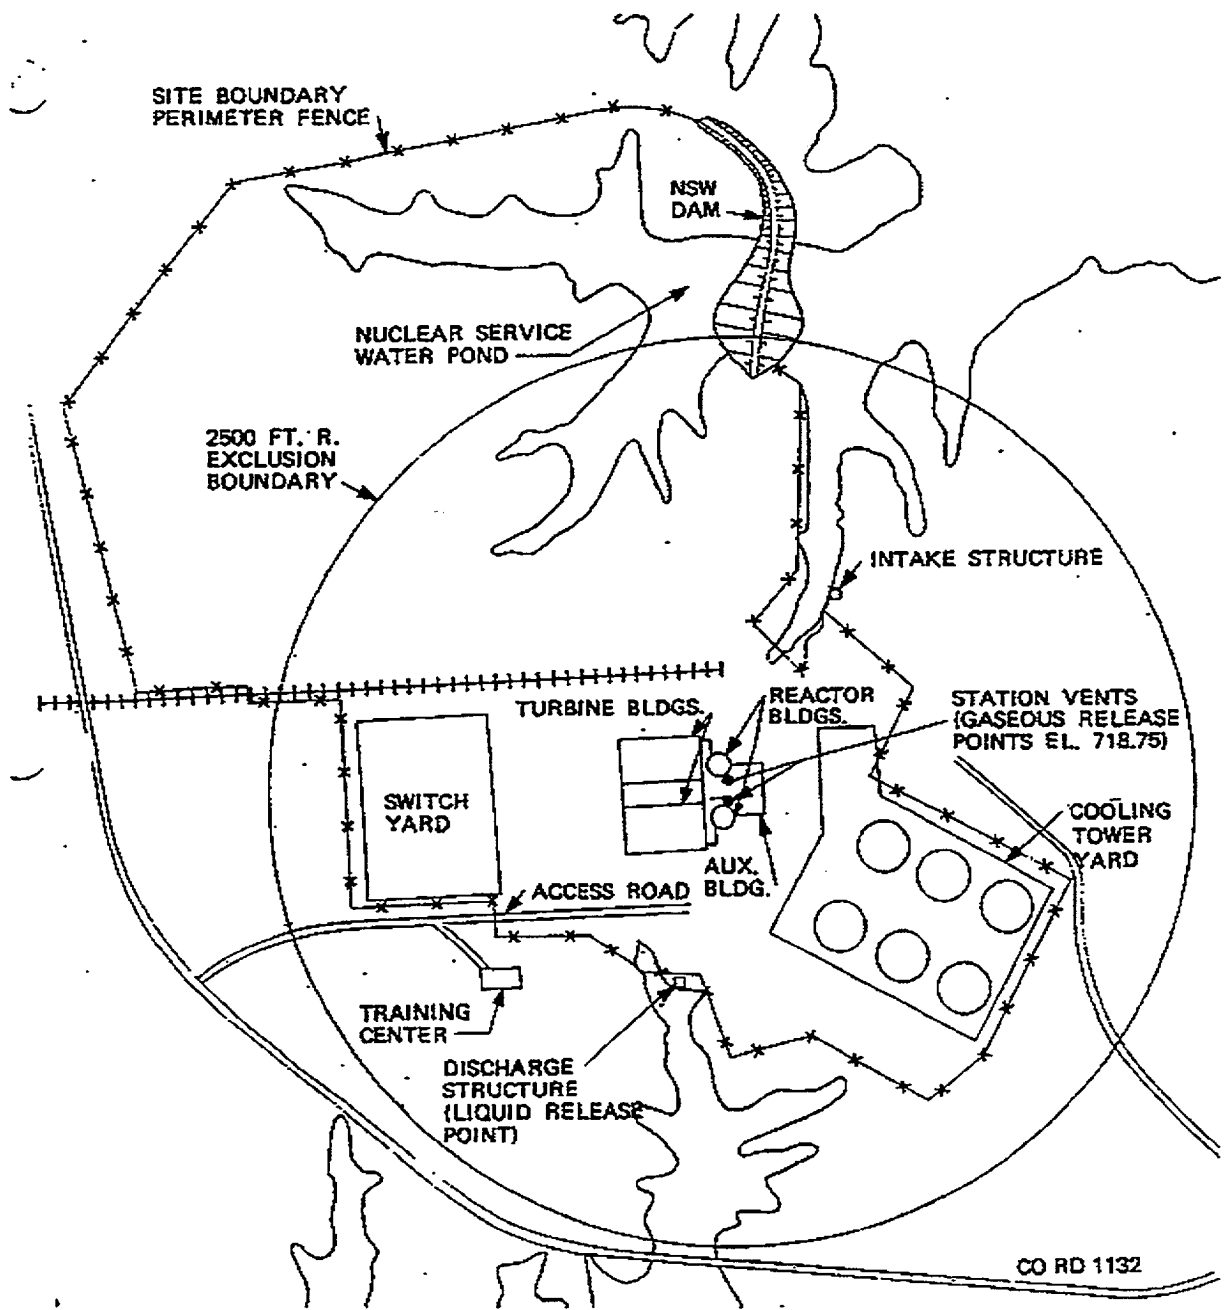 SITE BOUNDARY
PERIMETER FENCE
NSW
DAM
NUCLEAR SERVICE
WATER POND
2500 FT. R.
EXCLUSION
BOUNDARY
INTAKE STRUCTURE
TURBINE BLDGS.
REACTOR
BLDGS.
STATION VENTS
(GASEOUS RELEASE
POINTS EL. 718.75)
SWITCH
YARD
COOLING
TOWER
YARD
AUX.
BLDG.
ACCESS ROAD
TRAINING
CENTER
DISCHARGE
STRUCTURE
(LIQUID RELEASE
POINT)
CO RD 1132